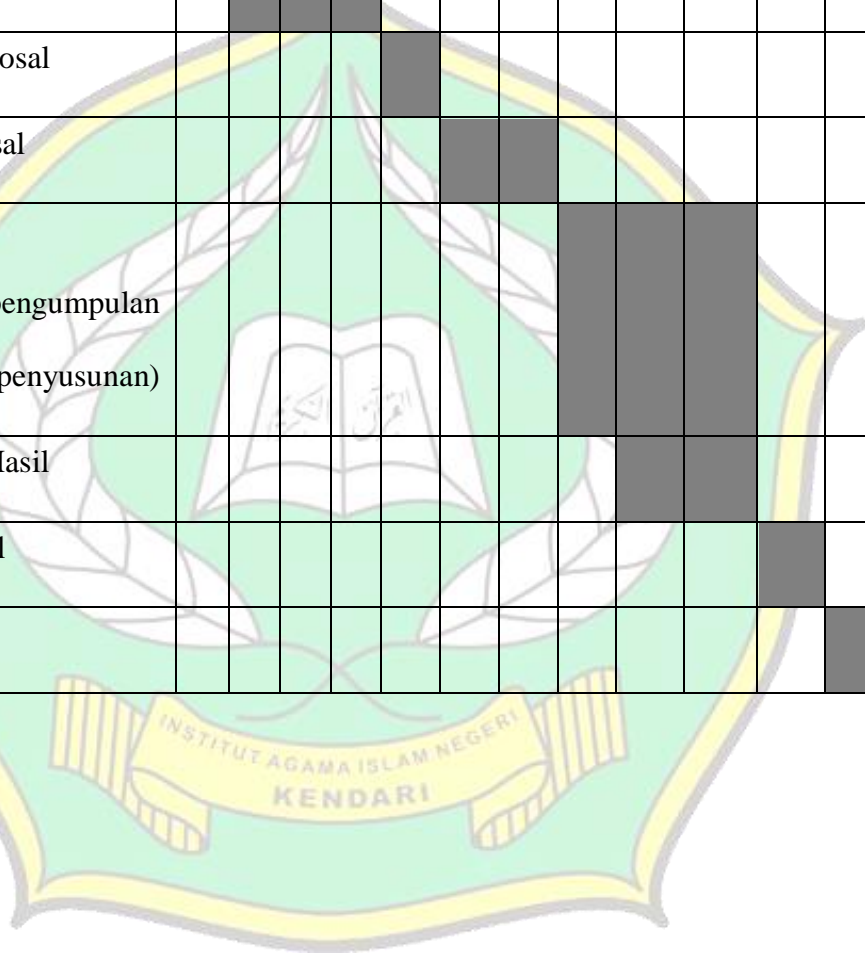 osal
sal
pengumpulan
penyusunan)
Hasil
l
INSTITUT AGAMA ISLAM NEGERI
KENDARI